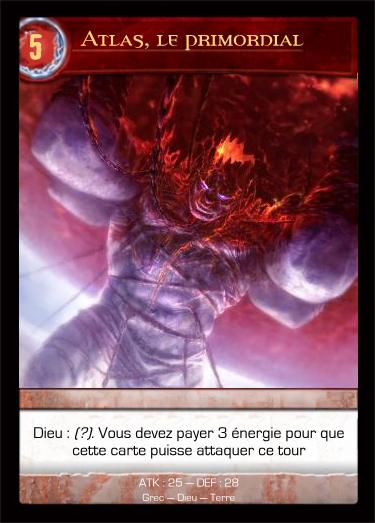 5
Atlas, le primordial
Dieu : (?). Vous devez payer 3 énergie pour que
cette carte puisse attaquer ce tour
ATK : 25 — DEF : 28
Grec — Dieu — Terre